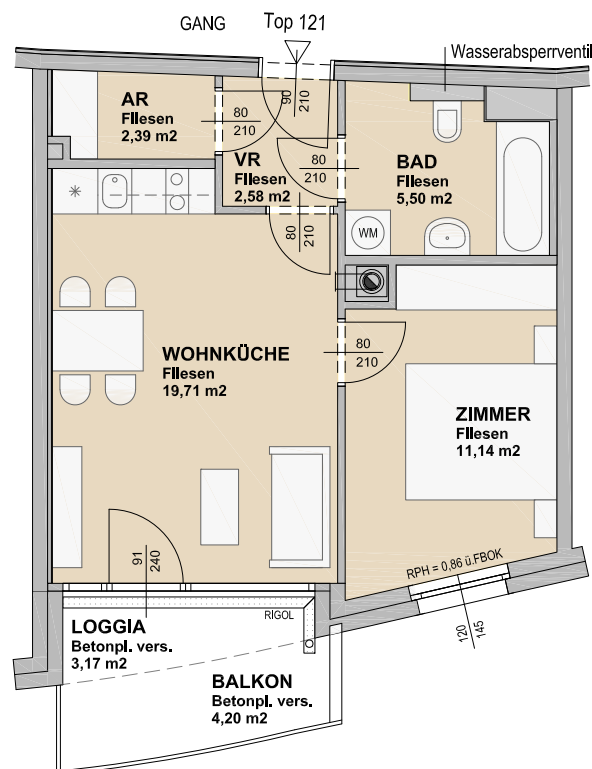 GANG
Top 121
Wasserabsperrventil
AR
Fliesen
2,39 m2
80
210
90
210
VR
Fliesen
2,58 m2
80
210
BAD
Fliesen
5,50 m2
WM
80
210
WOHNKÜCHE
Fliesen
19,71 m2
80
210
ZIMMER
Fliesen
11,14 m2
91
240
RPH = 0,86 ü.FBOK
120
145
RIGOL
LOGGIA
Betonpl. vers.
3,17 m2
BALKON
Betonpl. vers.
4,20 m2